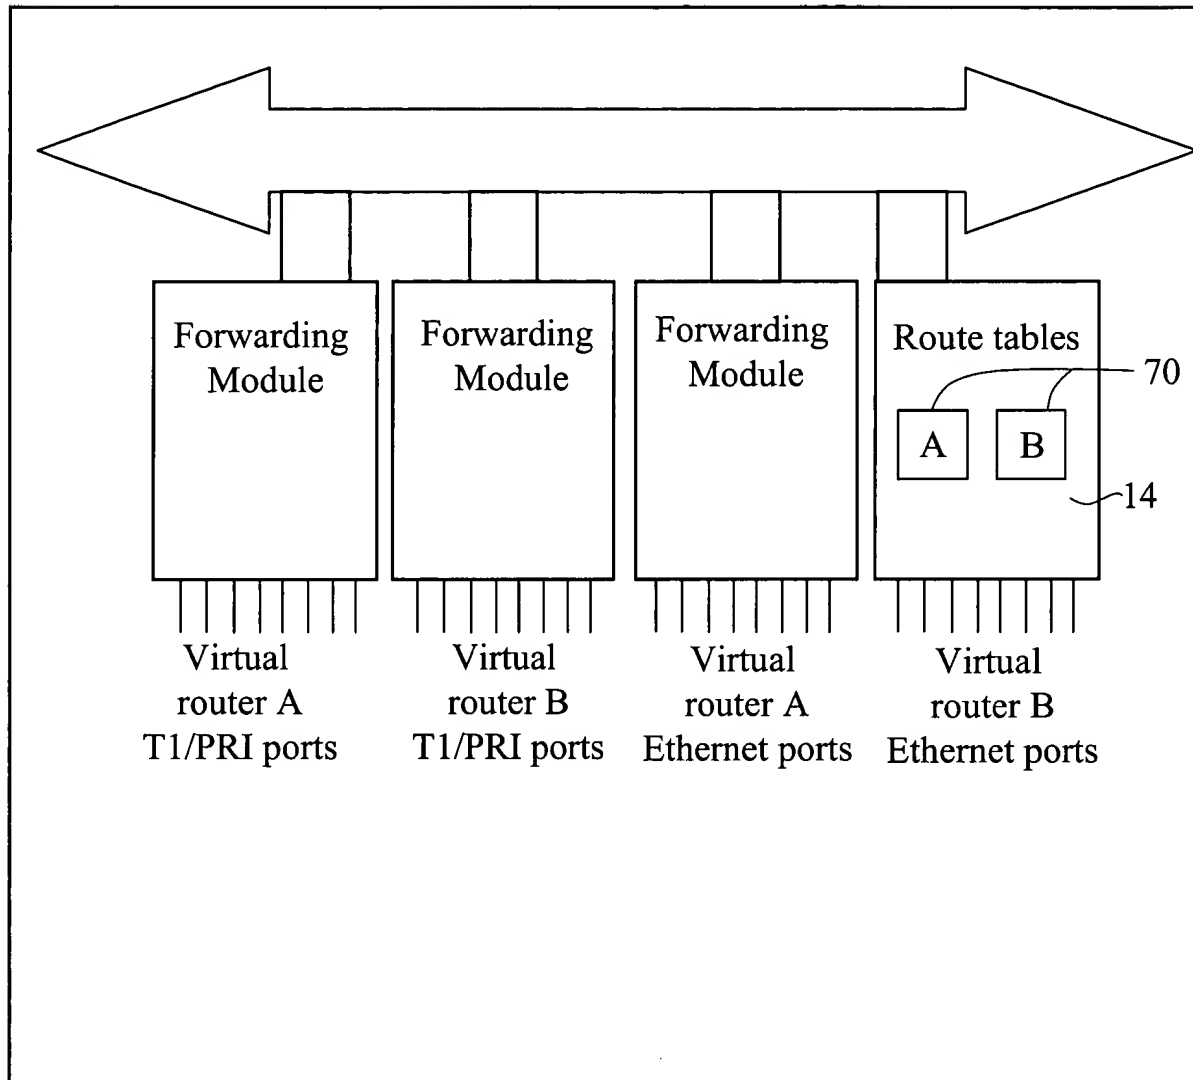 Forwarding
Module
Forwarding
Module
Forwarding
Module
Route tables
70
A
B
14
Virtual
router A
T1/PRI ports
Virtual
router B
T1/PRI ports
Virtual
router A
Ethernet ports
Virtual
router B
Ethernet ports